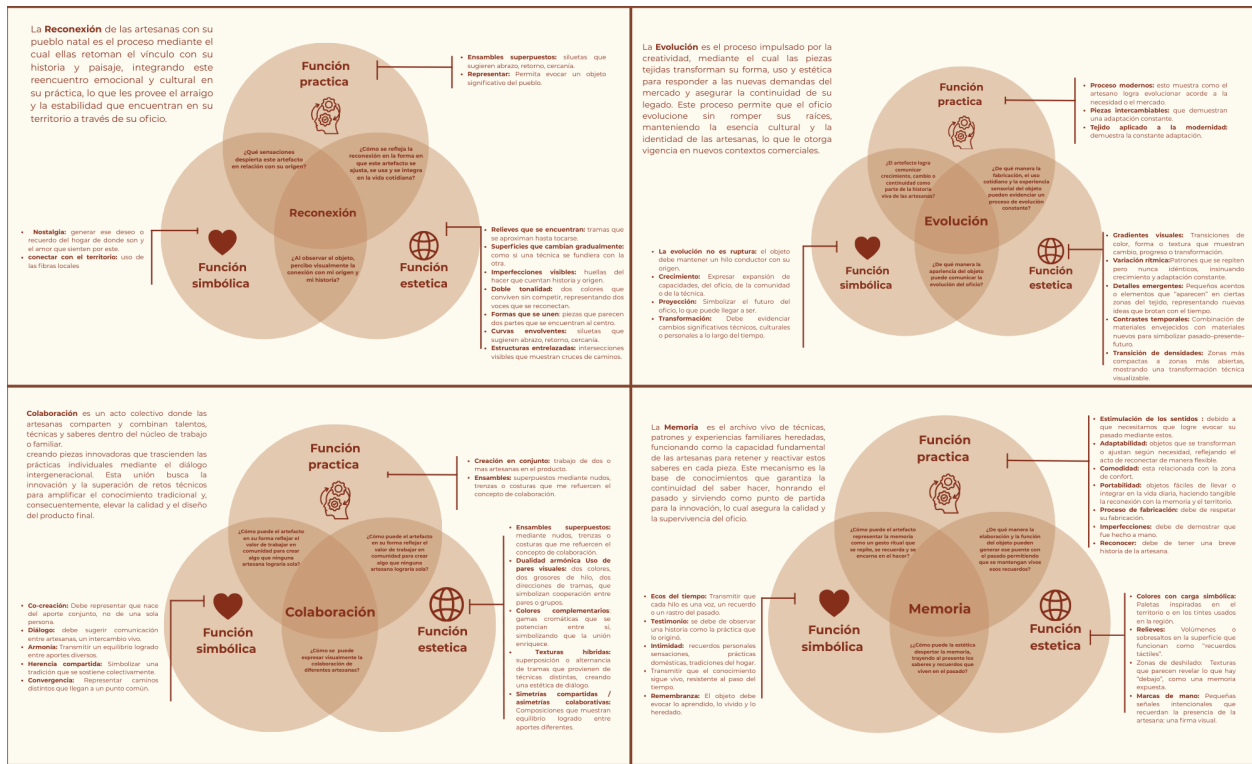 La Reconexión de las artesanas con su
pueblo natal es el proceso mediante el
cual ellas retoman el vínculo con su
historia y paisaje, integrando este
reencuentro emocional y cultural en
su práctica, lo que les provee el arraigo
y la estabilidad que encuentran en su
territorio a través de su oficio.
Función
practica
• Ensambles superpuestos: siluetas que
sugieren abrazo, retorno, cercanía.
• Representar: Permita evocar un objeto
significativo del pueblo.
¿Qué sensaciones
despierta este artefacto
en relación con su origen?
¿Cómo se refleja la
reconexión en la forma en
que este artefacto se
ajusta, se usa y se integra
en la vida cotidiana?
Reconexión
• Nostalgia: generar ese deseo o
recuerdo del hogar de donde son y
el amor que sienten por este.
• conectar con el territorio: uso de
las fibras locales
Función
simbólica
¿Al observar el objeto,
percibo visualmente la
conexión con mi origen y
mi historia?
Función
estetica
• Relieves que se encuentran: tramas que
se aproximan hasta tocarse.
• Superficies que cambian gradualmente:
como si una técnica se fundiera con la
otra.
• Imperfecciones visibles: huellas del
hacer que cuentan historia y origen.
• Doble tonalidad: dos colores que
conviven sin competir, representando dos
voces que se reconectan.
• Formas que se unen: piezas que parecen
dos partes que se encuentran al centro.
• Curvas envolventes: siluetas que
sugieren abrazo, retorno, cercanía.
• Estructuras entrelazadas: intersecciones
visibles que muestran cruces de caminos.
La Evolución es el proceso impulsado por la
creatividad, mediante el cual las piezas
tejidas transforman su forma, uso y estética
para responder a las nuevas demandas del
mercado y asegurar la continuidad de su
legado. Este proceso permite que el oficio
evolucione sin romper sus raíces,
manteniendo la esencia cultural y la
identidad de las artesanas, lo que le otorga
vigencia en nuevos contextos comerciales.
Función
practica
• Proceso modernos: esto muestra como el
artesano logra evolucionar acorde a la
necesidad o el mercado.
• Piezas intercambiables: que demuestran
una adaptación constante.
• Tejido aplicado a la modernidad:
demuestra la constante adaptación.
¿El artefacto logra
comunicar
crecimiento, cambio o
continuidad como
parte de la historia
viva de las artesanas?
¿De qué manera la
fabricación, el uso
cotidiano y la experiencia
sensorial del objeto
pueden evidenciar un
proceso de evolución
constante?
Evolución
• La evolución no es ruptura: el objeto
debe mantener un hilo conductor con su
origen.
• Crecimiento: Expresar expansión de
capacidades, del oficio, de la comunidad
o de la técnica.
• Proyección: Simbolizar el futuro del
oficio, lo que puede llegar a ser.
• Transformación: Debe evidenciar
cambios significativos técnicos, culturales
o personales a lo largo del tiempo.
Función
simbólica
¿De qué manera la
apariencia del objeto
puede comunicar la
evolución del oficio?
Función
estetica
• Gradientes visuales: Transiciones de
color, forma o textura que muestran
cambio, progreso o transformación.
• Variación rítmica:Patrones que se repiten
pero nunca idénticos, insinuando
crecimiento y adaptación constante.
• Detalles emergentes: Pequeños acentos
o elementos que "aparecen" en ciertas
zonas del tejido, representando nuevas
ideas que brotan con el tiempo.
• Contrastes temporales: Combinación de
materiales envejecidos con materiales
nuevos para simbolizar pasado–presente–
futuro.
• Transición de densidades: Zonas más
compactas a zonas más abiertas,
mostrando una transformación técnica
visualizable.
Colaboración es un acto colectivo donde las
artesanas comparten y combinan talentos,
técnicas y saberes dentro del núcleo de trabajo
o familiar.
creando piezas innovadoras que trascienden las
prácticas individuales mediante el diálogo
intergeneracional. Esta unión busca la
innovación y la superación de retos técnicos
para amplificar el conocimiento tradicional y,
consecuentemente, elevar la calidad y el diseño
del producto final.
Función
practica
• Creación en conjunto: trabajo de dos o
mas artesanas en el producto.
• Ensambles: superpuestos mediante nudos,
trenzas o costuras que me refuercen el
concepto de colaboración.
¿Cómo puede el artefacto
en su forma reflejar el
valor de trabajar en
comunidad para crear
algo que ninguna
artesana lograría sola?
¿Cómo puede el artefacto
en su forma reflejar el
valor de trabajar en
comunidad para crear
algo que ninguna
artesana lograría sola?
Colaboración
• Co-creación: Debe representar que nace
del aporte conjunto, no de una sola
persona.
• Diálogo: debe sugerir comunicación
entre artesanas, un intercambio vivo.
• Armonía: Transmitir un equilibrio logrado
entre aportes diversos.
• Herencia compartida: Simbolizar una
tradición que se sostiene colectivamente.
• Convergencia: Representar caminos
distintos que llegan a un punto común.
Función
simbólica
¿Cómo se puede
expresar visualmente la
colaboración de
diferentes artesanas?
Función
estetica
• Ensambles superpuestos:
mediante nudos, trenzas o
costuras que me refuercen el
concepto de colaboración.
• Dualidad armónica Uso de
pares visuales: dos colores,
dos grosores de hilo, dos
direcciones de tramas, que
simbolizan cooperación entre
pares o grupos.
• Colores complementarios:
gamas cromáticas que se
potencian entre sí,
simbolizando que la unión
enriquece.
• Texturas híbridas:
superposición o alternancia
de tramas que provienen de
técnicas distintas, creando
una estética de diálogo.
• Simetrías compartidas /
asimetrías colaborativas:
Composiciones que muestran
equilibrio logrado entre
aportes diferentes.
La Memoria es el archivo vivo de técnicas,
patrones y experiencias familiares heredadas,
funcionando como la capacidad fundamental
de las artesanas para retener y reactivar estos
saberes en cada pieza. Este mecanismo es la
base de conocimientos que garantiza la
continuidad del saber hacer, honrando el
pasado y sirviendo como punto de partida
para la innovación, lo cual asegura la calidad y
la supervivencia del oficio.
Función
practica
• Estimulación de los sentidos : debido a
que necesitamos que logre evocar su
pasado mediante estos.
• Adaptabilidad: objetos que se transforman
o ajustan según necesidad, reflejando el
acto de reconectar de manera flexible.
• Comodidad: esta relacionada con la zona
de confort.
• Portabilidad: objetos fáciles de llevar o
integrar en la vida diaria, haciendo tangible
la reconexión con la memoria y el territorio.
• Proceso de fabricación: debe de respetar
su fabricación.
• Imperfecciones: debe de demostrar que
fue hecho a mano.
• Reconocer: debe de tener una breve
historia de la artesana.
¿Cómo puede el artefacto
representar la memoria
como un gesto ritual que
se repite, se recuerda y se
encarna en el hacer?
¿De qué manera la
elaboración y la función
del objeto pueden
generar ese puente con
el pasado permitiendo
que se mantengan vivos
esos recuerdos?
Memoria
• Ecos del tiempo: Transmitir que
cada hilo es una voz, un recuerdo
o un rastro del pasado.
• Testimonio: se debe de observar
una historia como la práctica que
lo originó.
• Intimidad: recuerdos personales
sensaciones, prácticas
domésticas, tradiciones del hogar.
• Transmitir que el conocimiento
sigue vivo, resistente al paso del
tiempo.
• Remembranza: El objeto debe
evocar lo aprendido, lo vivido y lo
heredado.
Función
simbólica
¿¿Cómo puede la estética
despertar la memoria,
trayendo al presente los
saberes y recuerdos que
viven en el pasado?
Función
estetica
• Colores con carga simbólica:
Paletas inspiradas en el
territorio o en los tintes usados
en la región.
• Relieves: Volúmenes o
sobresaltos en la superficie que
funcionan como "recuerdos
táctiles".
• Zonas de deshilado: Texturas
que parecen revelar lo que hay
"debajo", como una memoria
expuesta.
• Marcas de mano: Pequeñas
señales intencionales que
recuerdan la presencia de la
artesana; una firma visual.